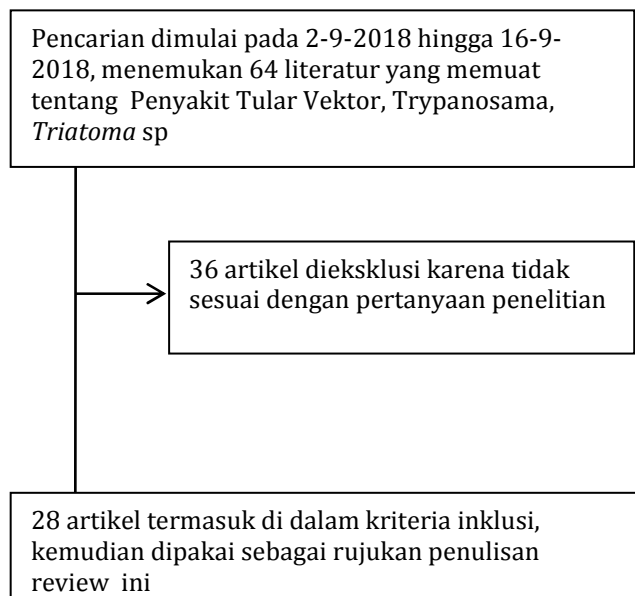 Pencarian dimulai pada 2-9-2018 hingga 16-9-
2018, menemukan 64 literatur yang memuat
tentang Penyakit Tular Vektor, Trypanosama,
Triatoma sp
36 artikel dieksklusi karena tidak
sesuai dengan pertanyaan penelitian
28 artikel termasuk di dalam kriteria inklusi,
kemudian dipakai sebagai rujukan penulisan
review ini